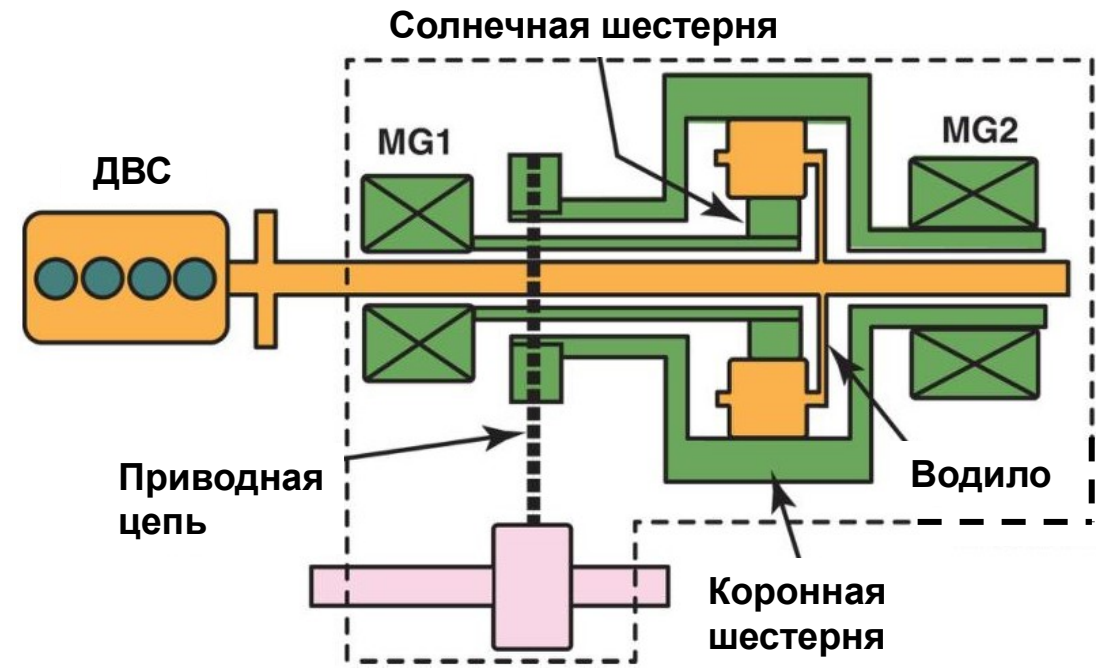 Солнечная шестерня
MG1
MG2
ДВС
Приводная
цепь
Водило
Коронная
шестерня